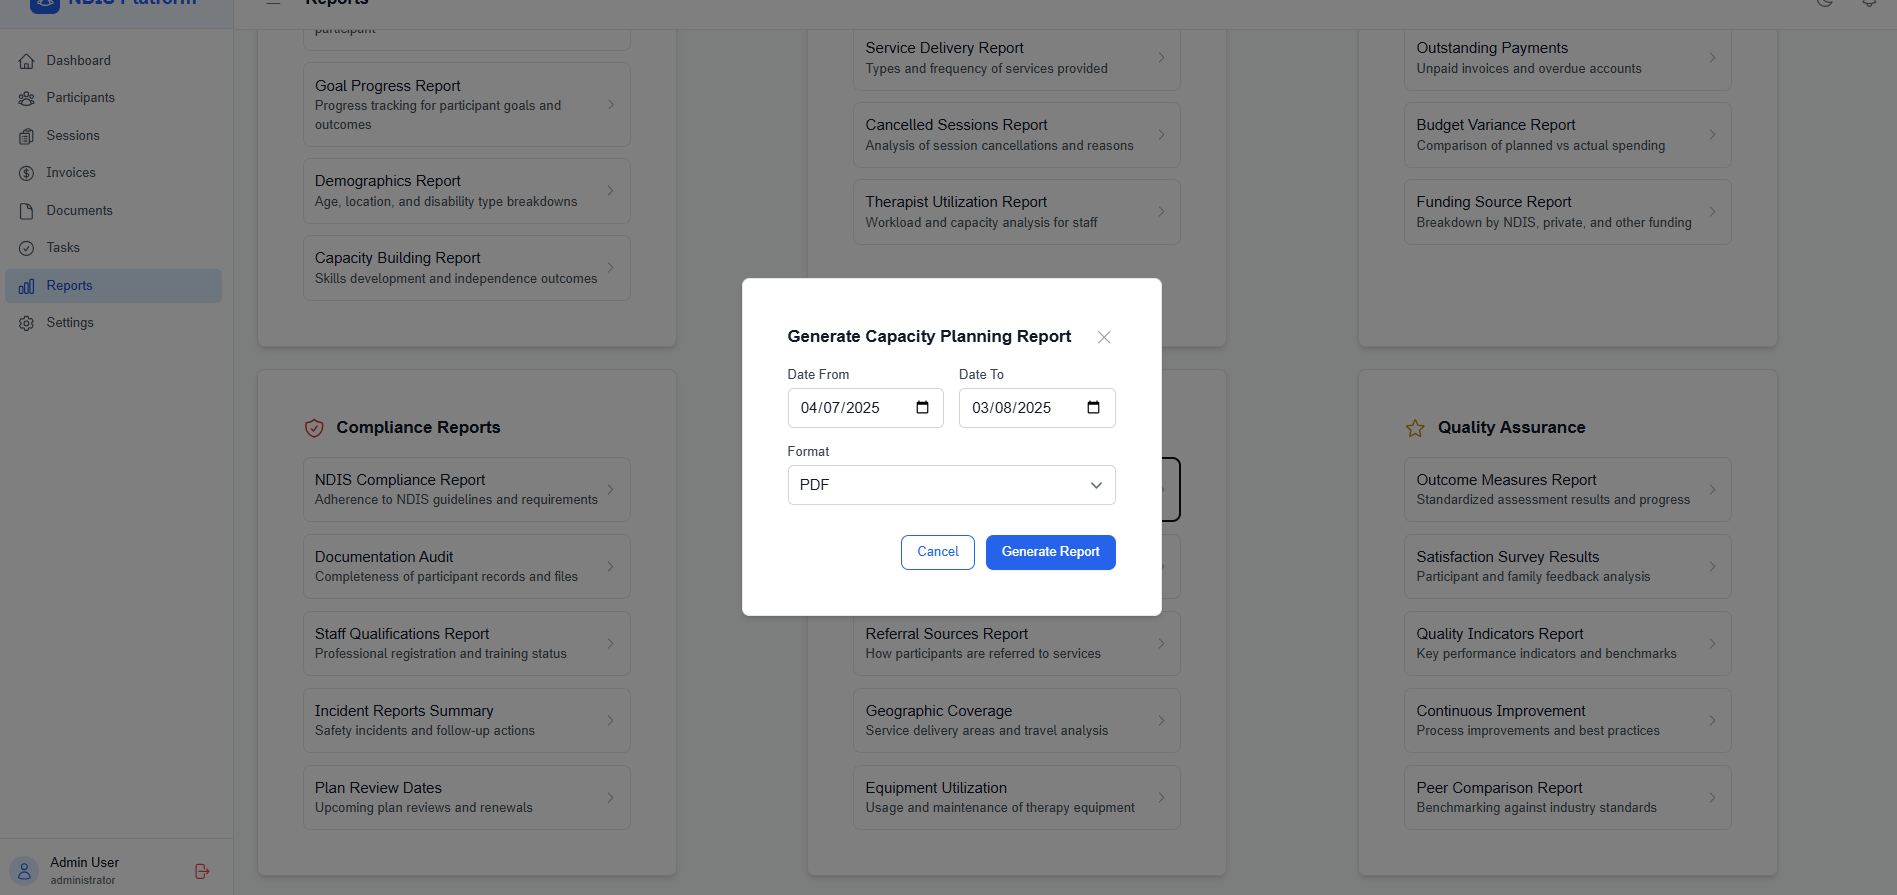 NDIS Platform
Reports
Dashboard
Participants
Sessions
Invoices
Documents
Tasks
Reports
Settings
Admin User
administrator
participant
Goal Progress Report
Progress tracking for participant goals and
outcomes
Demographics Report
Age, location, and disability type breakdowns
Capacity Building Report
Skills development and independence outcomes
Service Delivery Report
Types and frequency of services provided
Cancelled Sessions Report
Analysis of session cancellations and reasons
Therapist Utilization Report
Workload and capacity analysis for staff
Outstanding Payments
Unpaid invoices and overdue accounts
Budget Variance Report
Comparison of planned vs actual spending
Funding Source Report
Breakdown by NDIS, private, and other funding
Generate Capacity Planning Report
Date From
Date To
04/07/2025
03/08/2025
Format
PDF
Cancel
Generate Report
Compliance Reports
NDIS Compliance Report
Adherence to NDIS guidelines and requirements
Documentation Audit
Completeness of participant records and files
Staff Qualifications Report
Professional registration and training status
Incident Reports Summary
Safety incidents and follow-up actions
Plan Review Dates
Upcoming plan reviews and renewals
Referral Sources Report
How participants are referred to services
Geographic Coverage
Service delivery areas and travel analysis
Equipment Utilization
Usage and maintenance of therapy equipment
Quality Assurance
Outcome Measures Report
Standardized assessment results and progress
Satisfaction Survey Results
Participant and family feedback analysis
Quality Indicators Report
Key performance indicators and benchmarks
Continuous Improvement
Process improvements and best practices
Peer Comparison Report
Benchmarking against industry standards